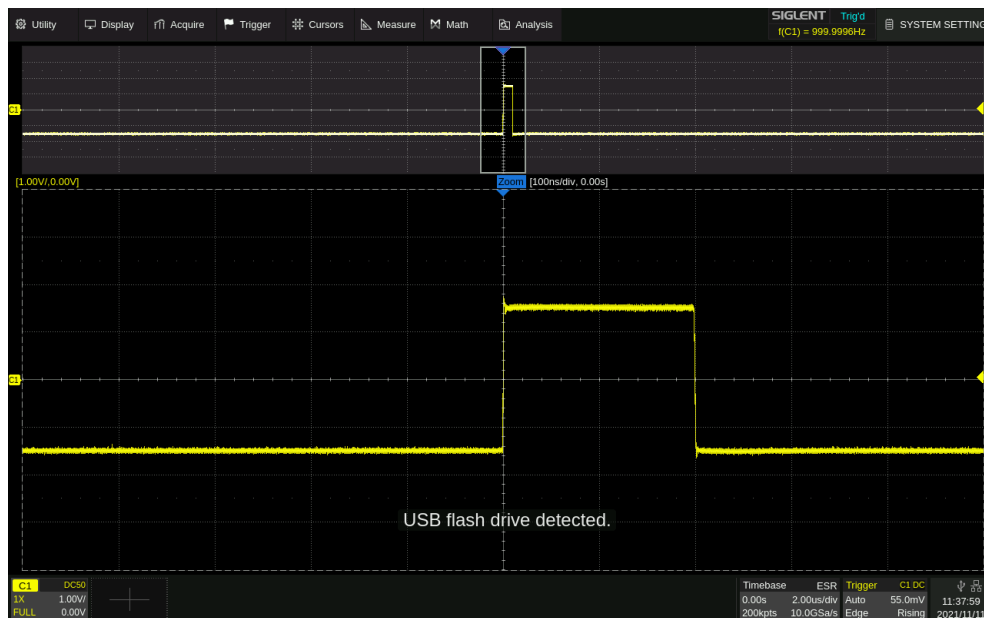 Utility Display Acquire Trigger Cursors Measure Math Analysis SIGLENT Trig'd SYSTEM SETTING
f(C1) = 999.9996Hz
C1
[1.00V/,0.00V] Zoom [100ns/div, 0.00s]
C1
USB flash drive detected.
C1 DC50 Timebase ESR Trigger C1 DC
1X 1.00V/ 0.00s 2.00us/div Auto 55.0mV 11:37:59
FULL 0.00V 200kpts 10.0GSa/s Edge Rising 2021/11/11